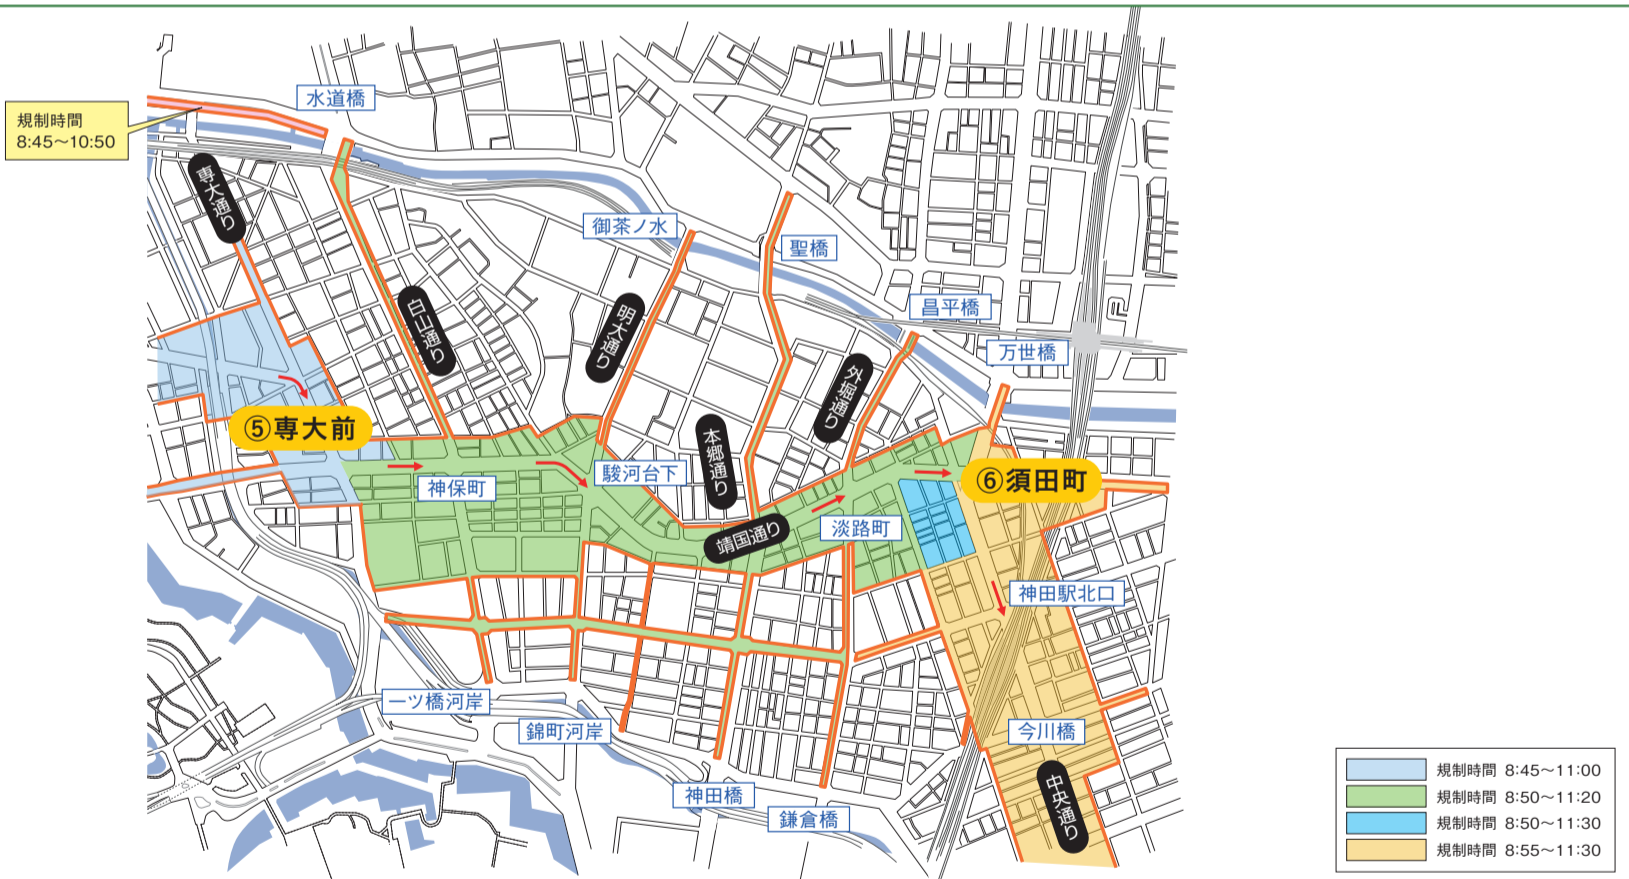 水道橋
規制時間
8:45～10:50
専大通り
御茶ノ水
聖橋
白山通り
明大通り
昌平橋
万世橋
外堀通り
⑤専大前
本郷通り
駿河台下
神保町
⑥須田町
靖国通り
淡路町
神田駅北口
一ツ橋河岸
錦町河岸
今川橋
神田橋
鎌倉橋
中央通り
規制時間 8:45～11:00
規制時間 8:50～11:20
規制時間 8:50～11:30
規制時間 8:55～11:30